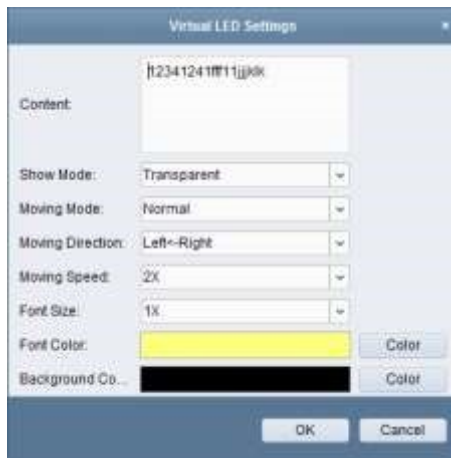 Virtual LED Settings
Content:
12341241fff11jjjklk
Show Mode: Transparent
Moving Mode: Normal
Moving Direction: Left<-Right
Moving Speed: 2X
Font Size: 1X
Font Color: Color
Background Co... Color
OK Cancel